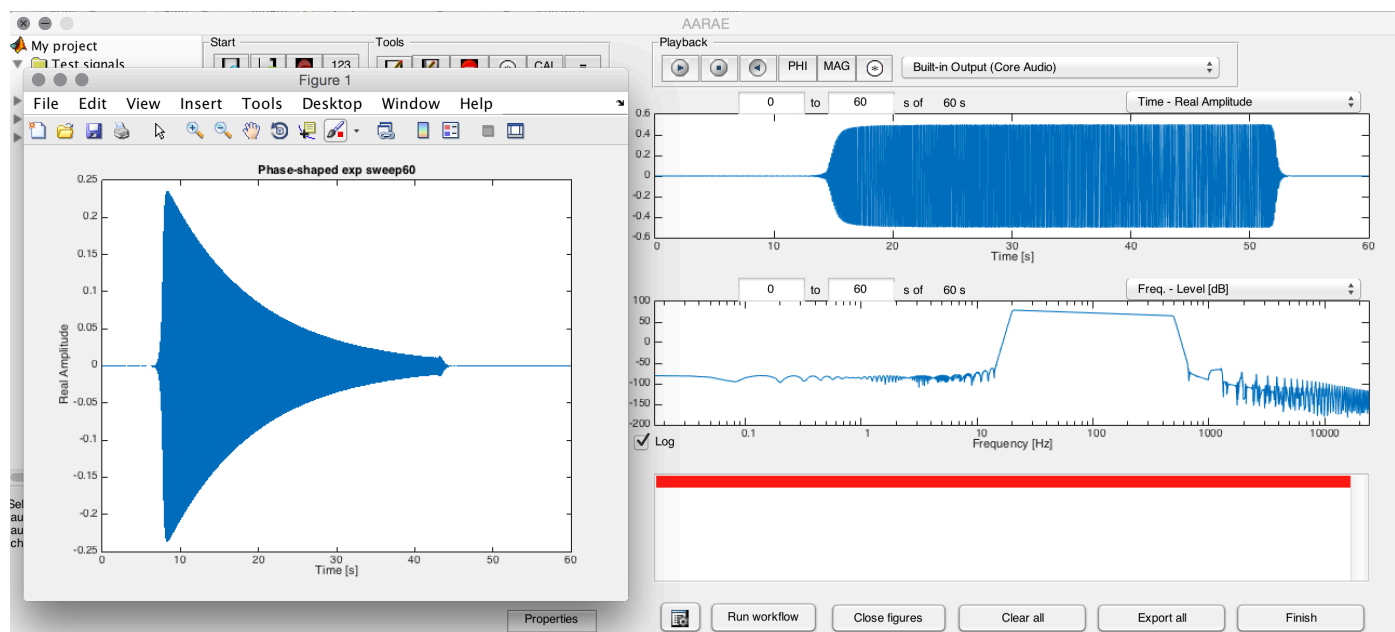 AARAE
My project
Test signals
Start
Tools
Playback
123
CAL
PHI
MAG
Built-in Output (Core Audio)
Figure 1
File Edit View Insert Tools Desktop Window Help
Phase-shaped exp sweep60
Real Amplitude
0.25
0.2
0.15
0.1
0.05
0
-0.05
-0.1
-0.15
-0.2
-0.25
0 10 20 30 40 50 60
Time [s]
Sel
au
au
ch
Properties
0 to 60 s of 60 s
Time - Real Amplitude
0.6
0.4
0.2
0
-0.2
-0.4
-0.6
0 10 20 30 40 50 60
Time [s]
0 to 60 s of 60 s
Freq. - Level [dB]
100
50
0
-50
-100
-150
-200
0.1 1 10 100 1000 10000
Frequency [Hz]
Log
Run workflow
Close figures
Clear all
Export all
Finish